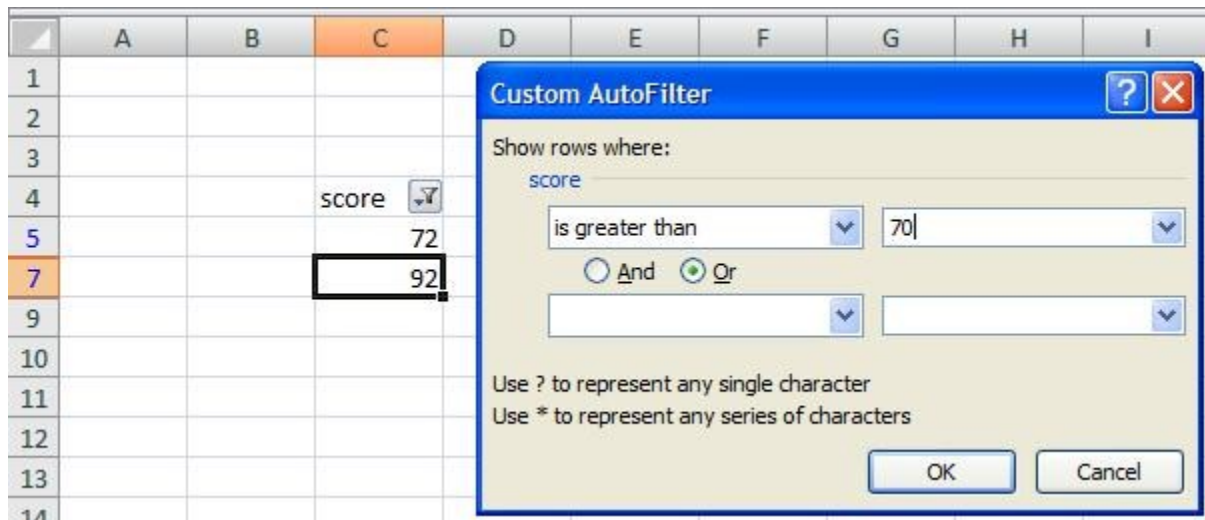 A B C D E F G H I
1
2
3
4 score
5 72
7 92
9
10
11
12
13
14
Custom AutoFilter ?
Show rows where:
score
is greater than 70
And Or
Use ? to represent any single character
Use * to represent any series of characters
OK Cancel